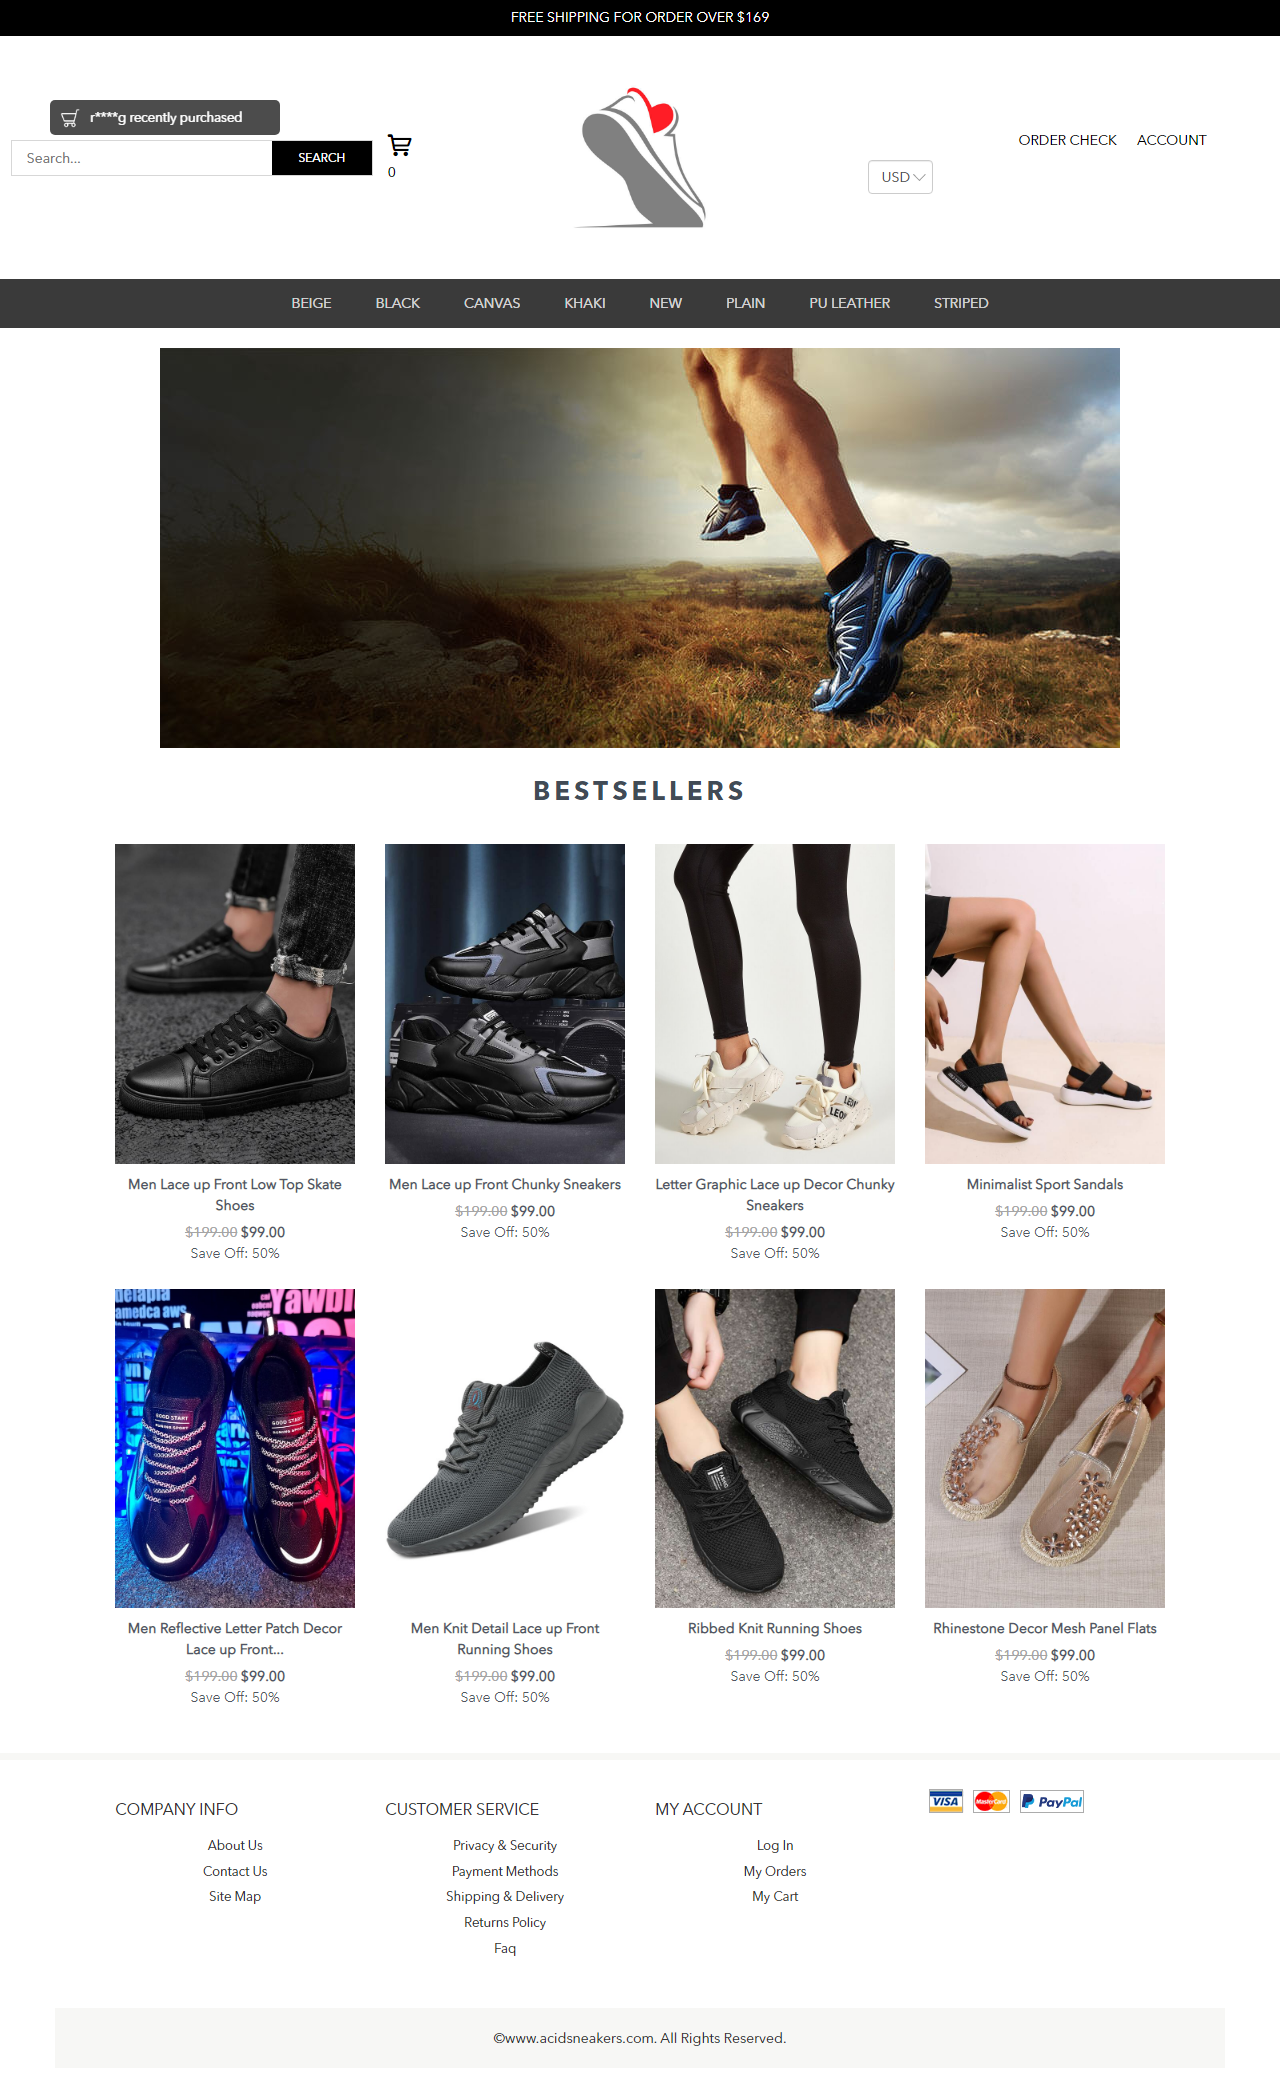 FREE SHIPPING FOR ORDER OVER $169
r****g recently purchased
Search...
SEARCH
0
ORDER CHECK ACCOUNT
USD
BEIGE BLACK CANVAS KHAKI NEW PLAIN PU LEATHER STRIPED
BESTSELLERS
LEON
LEON
Men Lace up Front Low Top Skate
Shoes
$199.00 $99.00
Save Off: 50%
Men Lace up Front Chunky Sneakers
$199.00 $99.00
Save Off: 50%
Letter Graphic Lace up Decor Chunky
Sneakers
$199.00 $99.00
Save Off: 50%
Minimalist Sport Sandals
$199.00 $99.00
Save Off: 50%
GOOD START
GOOD START
Men Reflective Letter Patch Decor
Lace up Front...
$199.00 $99.00
Save Off: 50%
Men Knit Detail Lace up Front
Running Shoes
$199.00 $99.00
Save Off: 50%
Ribbed Knit Running Shoes
$199.00 $99.00
Save Off: 50%
Rhinestone Decor Mesh Panel Flats
$199.00 $99.00
Save Off: 50%
COMPANY INFO
About Us
Contact Us
Site Map
CUSTOMER SERVICE
Privacy & Security
Payment Methods
Shipping & Delivery
Returns Policy
Faq
MY ACCOUNT
Log In
My Orders
My Cart
VISA MasterCard PayPal
©www.acidsneakers.com. All Rights Reserved.